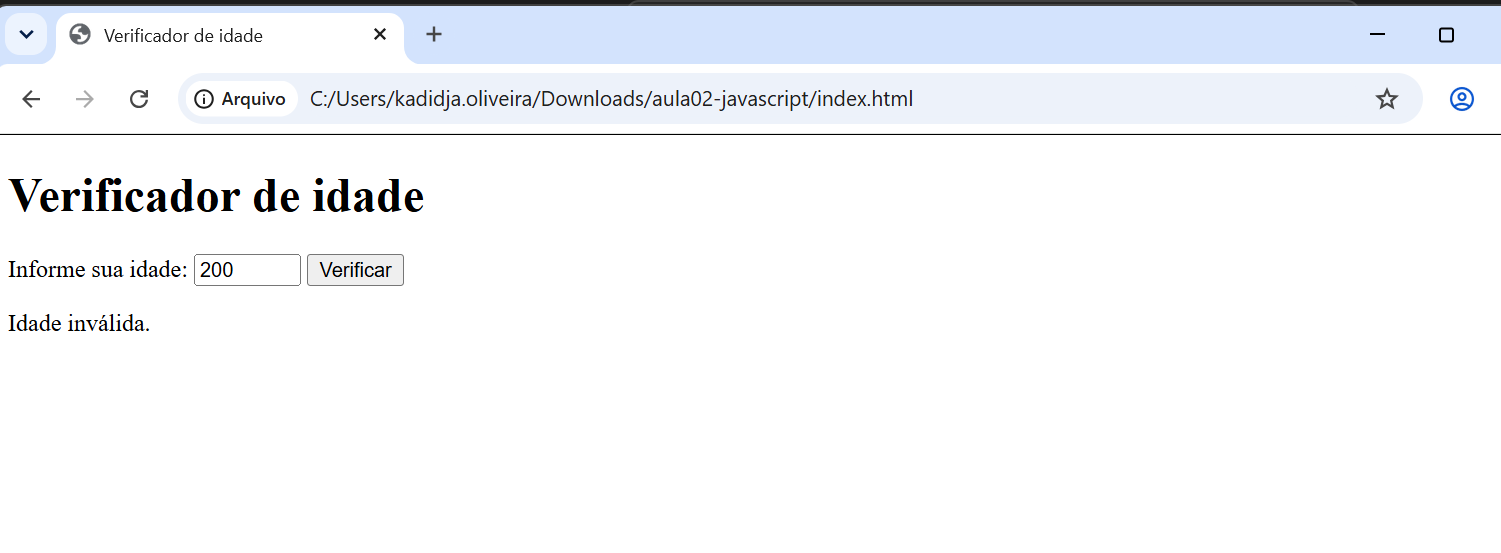 Verificador de idade
Arquivo C:/Users/kadidja.oliveira/Downloads/aula02-javascript/index.html
Verificador de idade
Informe sua idade: 200 Verificar
Idade inválida.